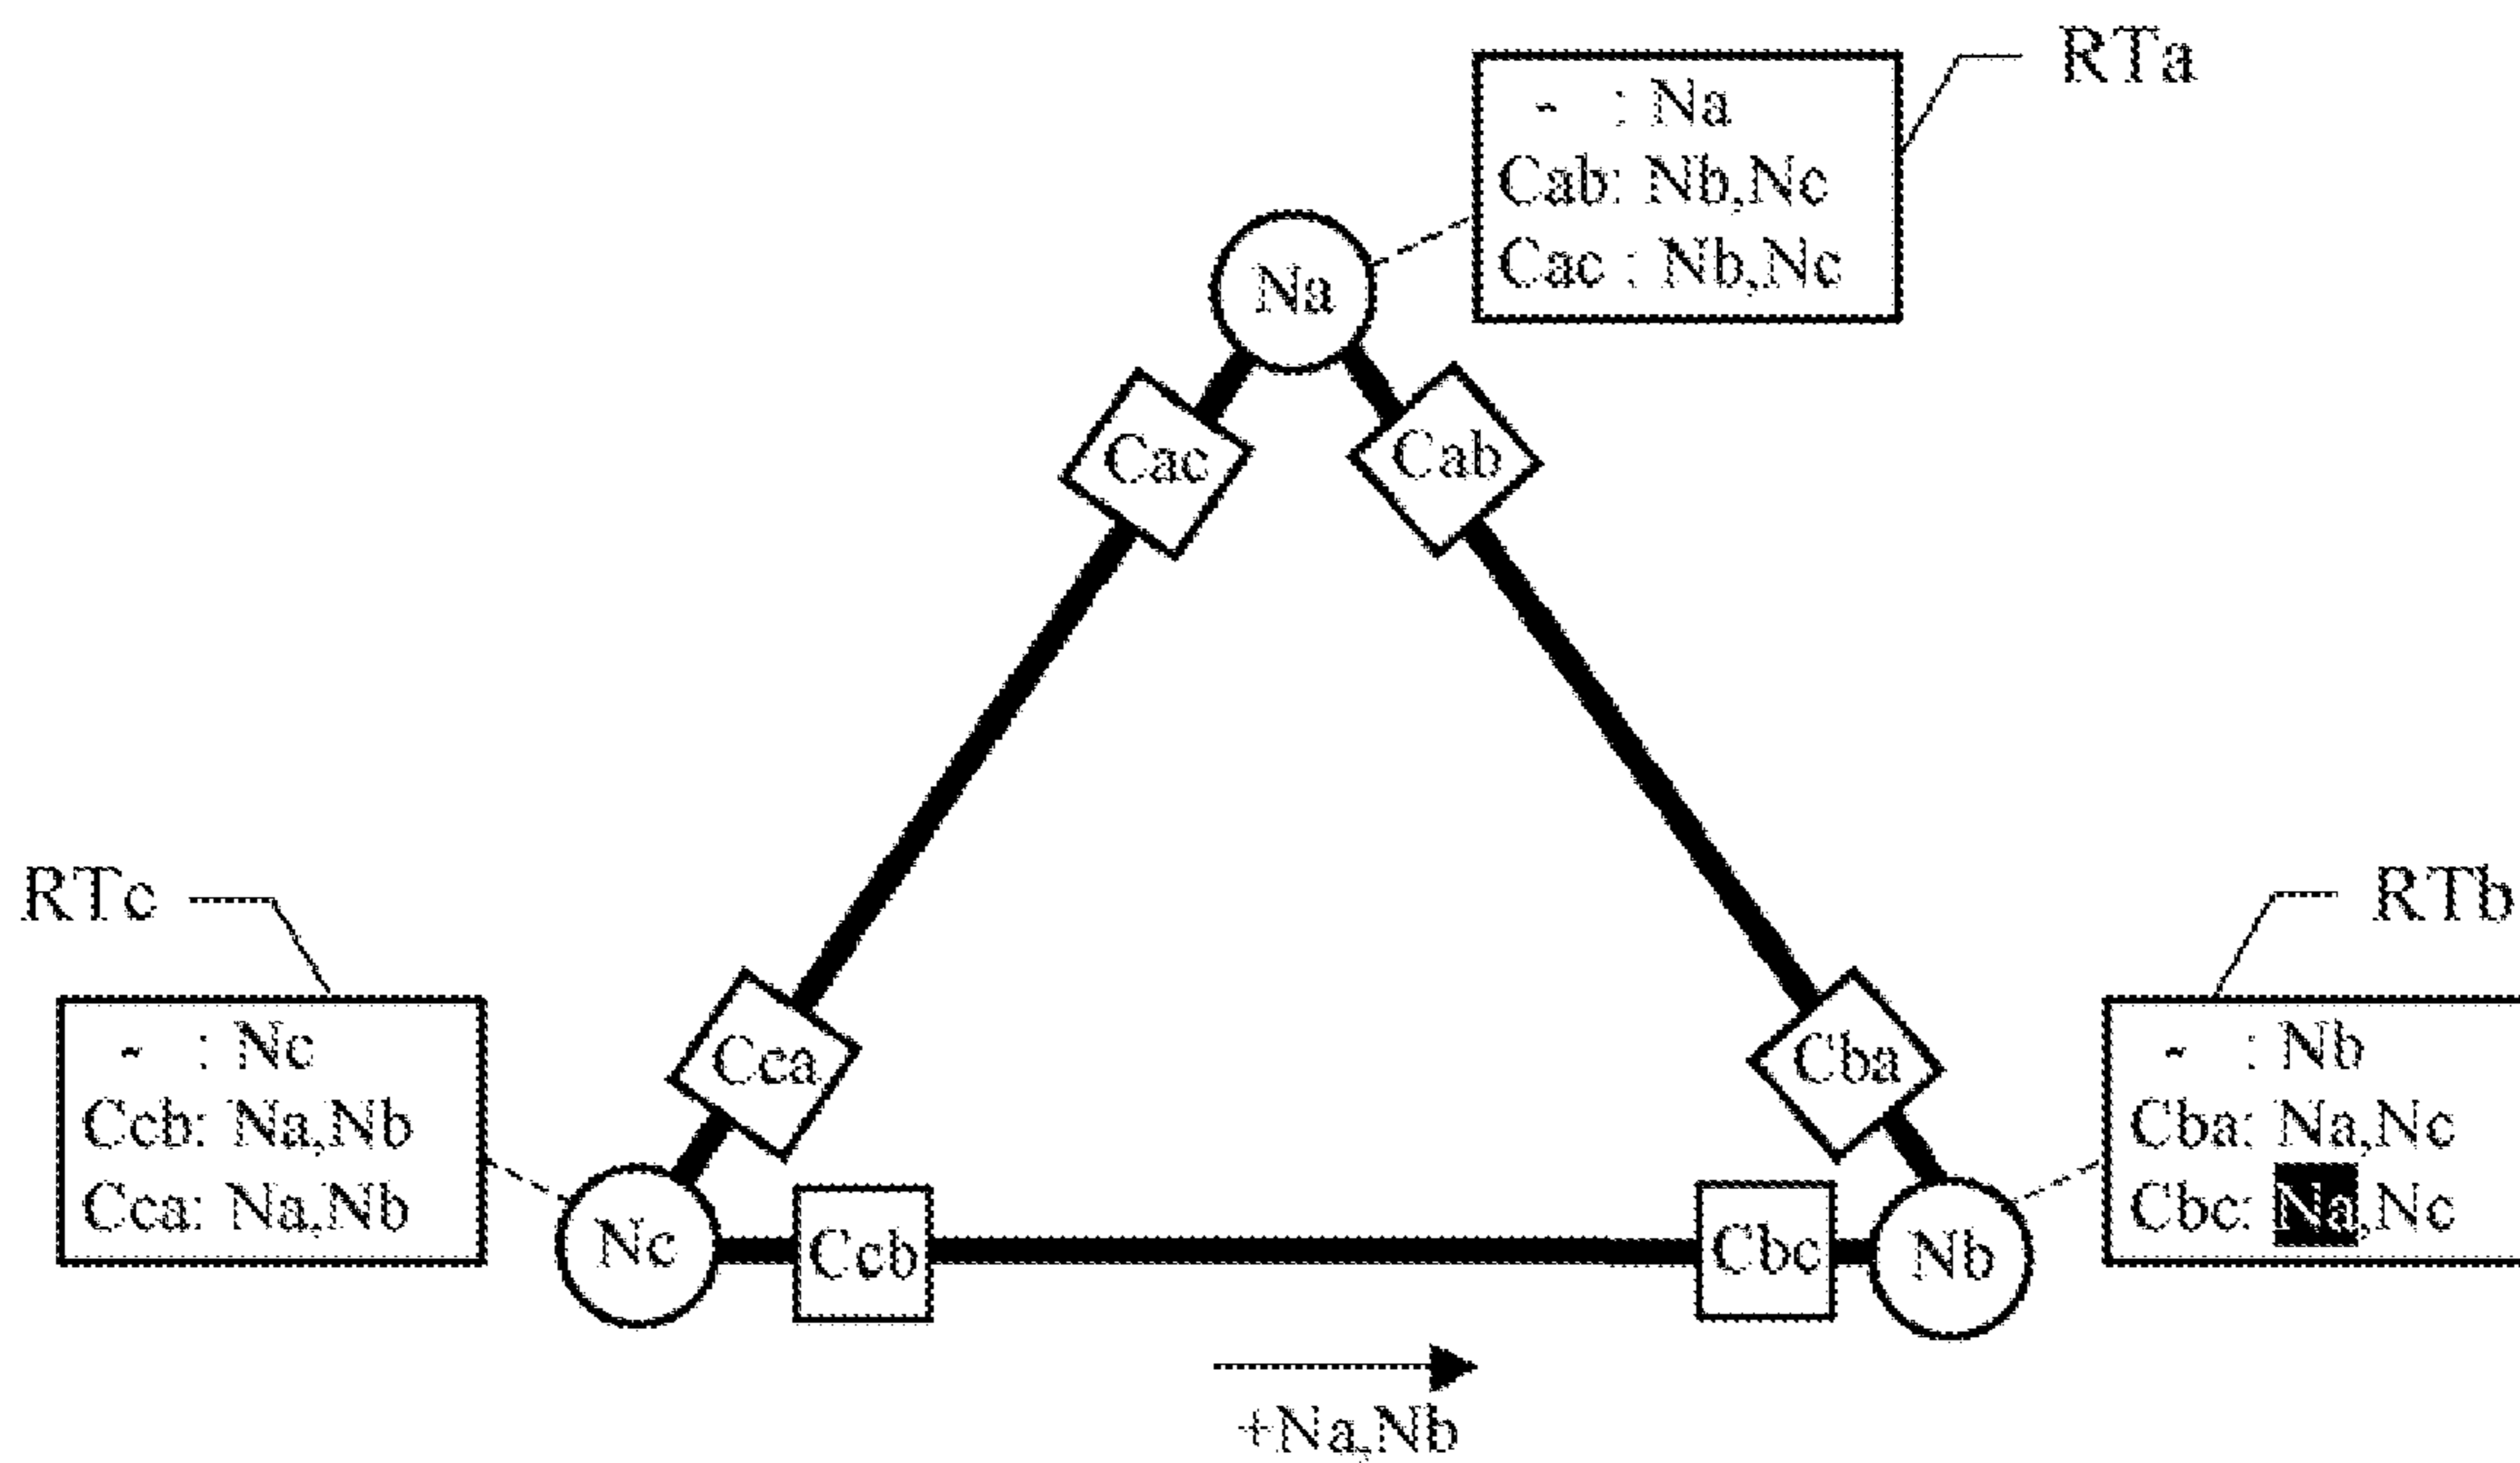 RTa
- : Na
Cab: Nb,Nc
Cac : Nb,Nc
Na
Cac
Cab
RTc
RTb
- : Nc
Ccb: Na,Nb
Cca: Na,Nb
Cca
Cba
- : Nb
Cba: Na,Nc
Cbc: Na,Nc
Nc
Ccb
Cbc
Nb
+Na,Nb